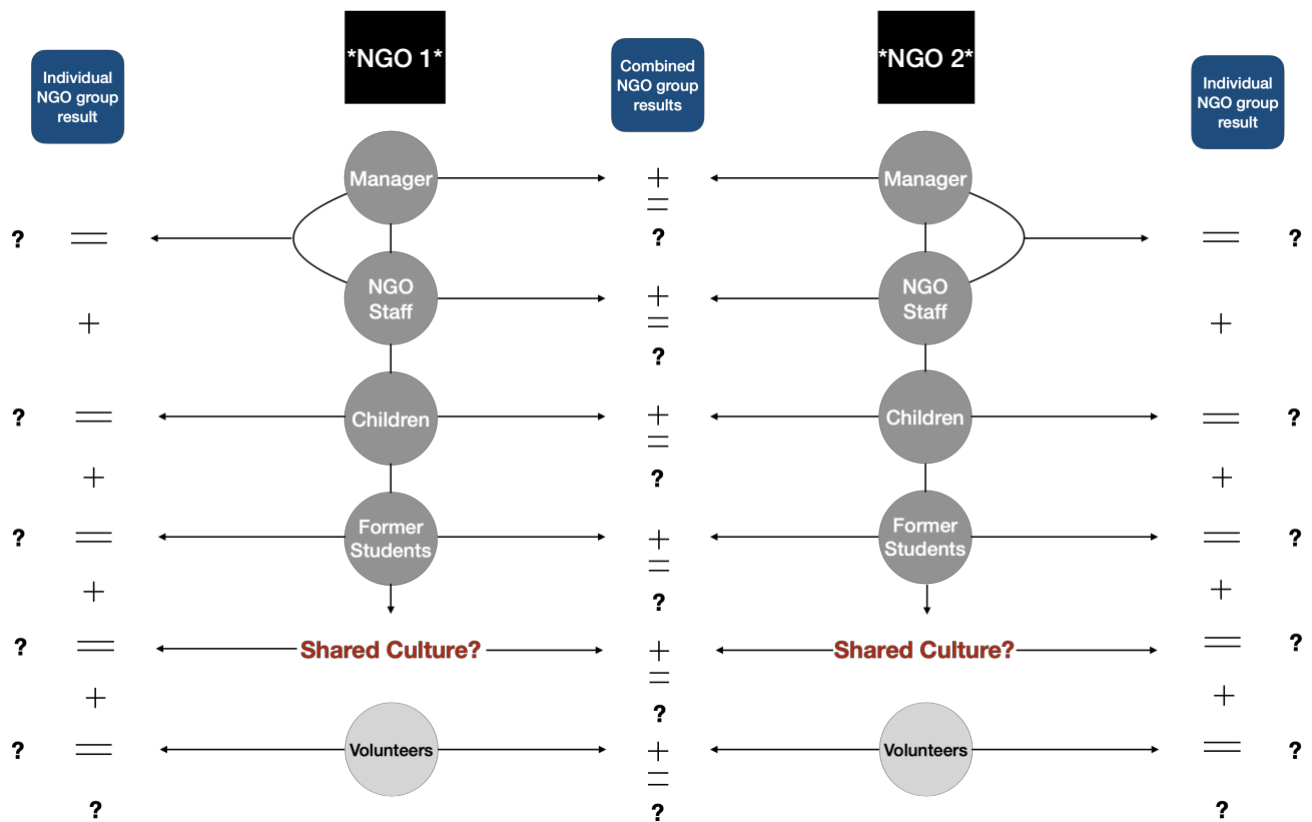 *NGO 1*
*NGO 2*
Individual
NGO group
result
Combined
NGO group
results
Individual
NGO group
result
Manager
+
=
?
Manager
? =
= ?
+
NGO
Staff
+
=
?
NGO
Staff
+
? =
Children
+
=
?
Children
= ?
+
+
? =
Former
Students
+
=
?
Former
Students
= ?
+
+
? =
Shared Culture?
+
=
?
Shared Culture?
= ?
+
+
? =
Volunteers
+
=
?
Volunteers
= ?
?
?